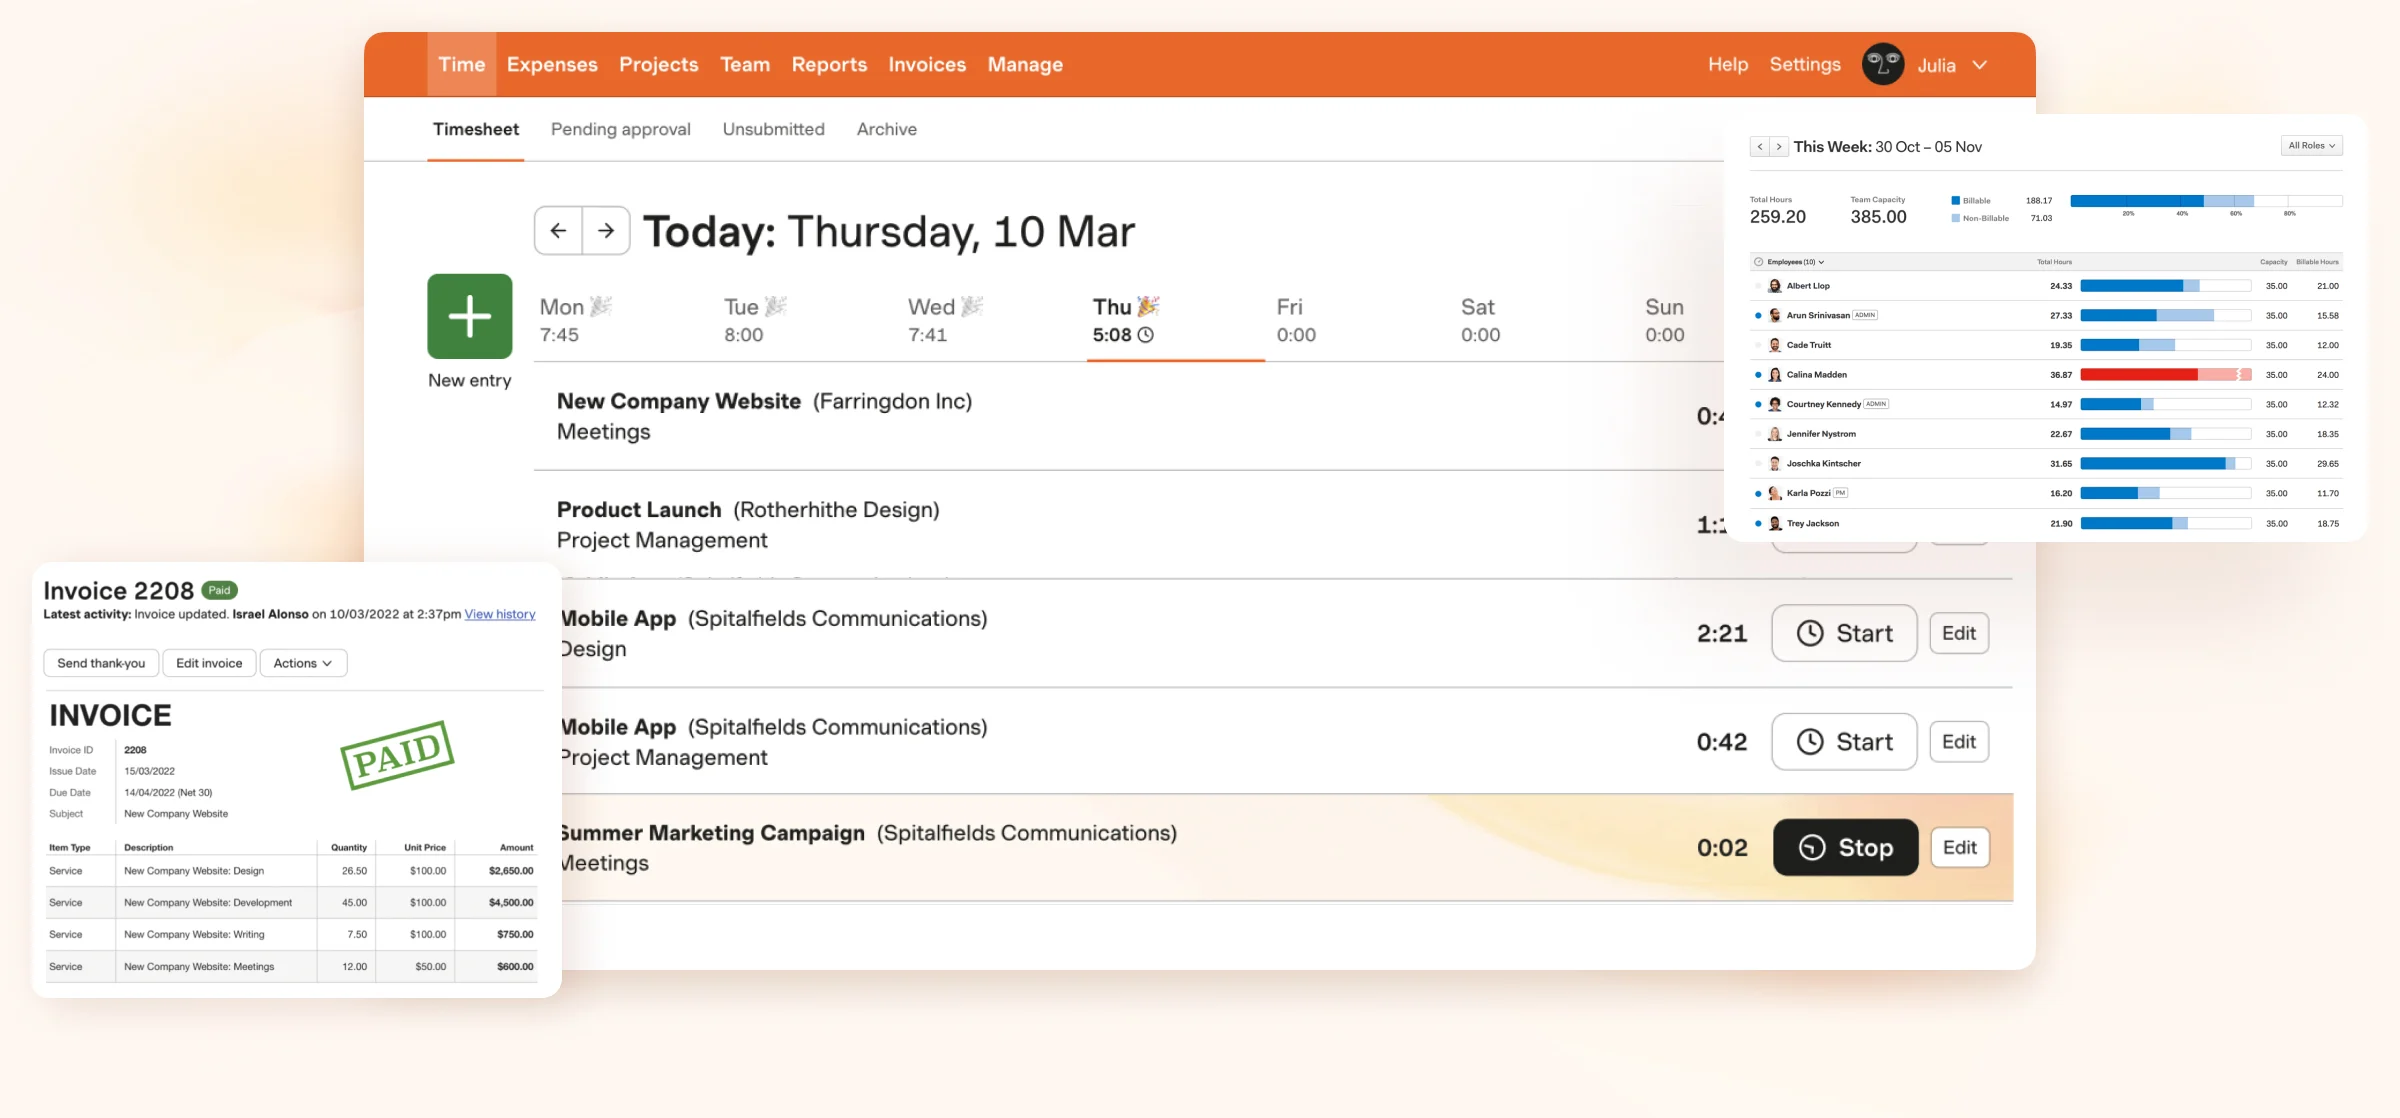 Time Expenses Projects Team Reports Invoices Manage Help Settings Julia
Timesheet Pending approval Unsubmitted Archive
Today: Thursday, 10 Mar
New entry
Mon Tue Wed Thu Fri Sat Sun
7:45 8:00 7:41 5:08 0:00 0:00 0:00
New Company Website (Farringdon Inc)
Meetings
Product Launch (Rotherhithe Design)
Project Management
Mobile App (Spitalfields Communications)
Design
2:21 Start Edit
Mobile App (Spitalfields Communications)
Project Management
0:42 Start Edit
Summer Marketing Campaign (Spitalfields Communications)
Meetings
0:02 Stop Edit
This Week: 30 Oct – 05 Nov All Roles
Total Hours Team Capacity Billable 188.17
259.20 385.00 Non-Billable 71.03
20% 40% 60% 80%
Employees (10) Total Hours Capacity Billable Hours
Albert Llop 24.33 35.00 21.00
Arun Srinivasan ADMIN 27.33 35.00 15.58
Cade Truitt 19.35 35.00 12.00
Calina Madden 36.87 35.00 24.00
Courtney Kennedy ADMIN 14.97 35.00 12.32
Jennifer Nystrom 22.67 35.00 18.35
Joschka Kintscher 31.65 35.00 29.65
Karla Pozzi PM 16.20 35.00 11.70
Trey Jackson 21.90 35.00 18.75
Invoice 2208 Paid
Latest activity: Invoice updated. Israel Alonso on 10/03/2022 at 2:37pm View history
Send thank-you Edit invoice Actions
INVOICE
PAID
Invoice ID 2208
Issue Date 15/03/2022
Due Date 14/04/2022 (Net 30)
Subject New Company Website
Item Type Description Quantity Unit Price Amount
Service New Company Website: Design 26.50 $100.00 $2,650.00
Service New Company Website: Development 45.00 $100.00 $4,500.00
Service New Company Website: Writing 7.50 $100.00 $750.00
Service New Company Website: Meetings 12.00 $50.00 $600.00